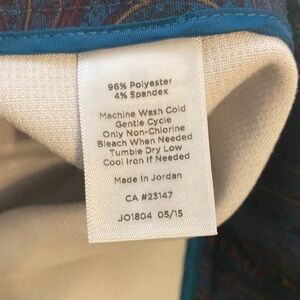 96% Polyester
4% Spandex
Machine Wash Cold
Gentle Cycle
Only Non-Chlorine
Bleach When Needed
Tumble Dry Low
Cool Iron If Needed
Made In Jordan
CA #23147
JO1804 05/15